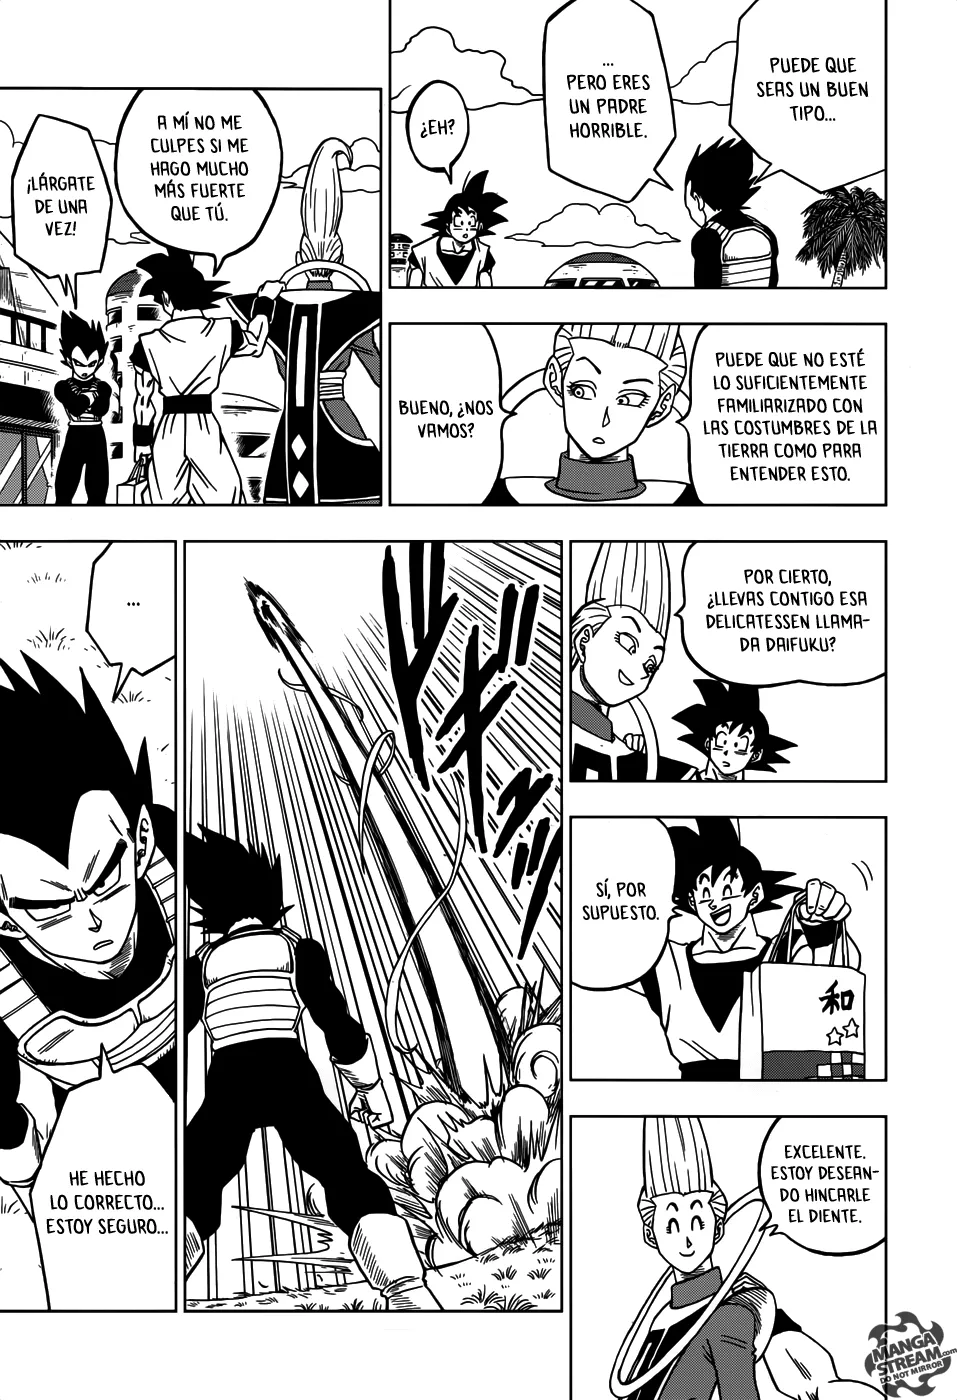 PUEDE QUE
SEAS UN BUEN
TIPO...
...
PERO ERES
UN PADRE
HORRIBLE.
¿EH?
A MÍ NO ME
CULPES SI ME
HAGO MUCHO
MÁS FUERTE
QUE TÚ.
¡LÁRGATE
DE UNA
VEZ!
PUEDE QUE NO ESTÉ
LO SUFICIENTEMENTE
FAMILIARIZADO CON
LAS COSTUMBRES DE LA
TIERRA COMO PARA
ENTENDER ESTO.
BUENO, ¿NOS
VAMOS?
POR CIERTO,
¿LLEVAS CONTIGO ESA
DELICATESSEN LLAMA-
DA DAIFUKU?
SÍ, POR
SUPUESTO.
和
EXCELENTE.
ESTOY DESEAN-
DO HINCARLE
EL DIENTE.
...
HE HECHO
LO CORRECTO...
ESTOY SEGURO...
MANGA
STREAM.com
DO NOT MIRROR